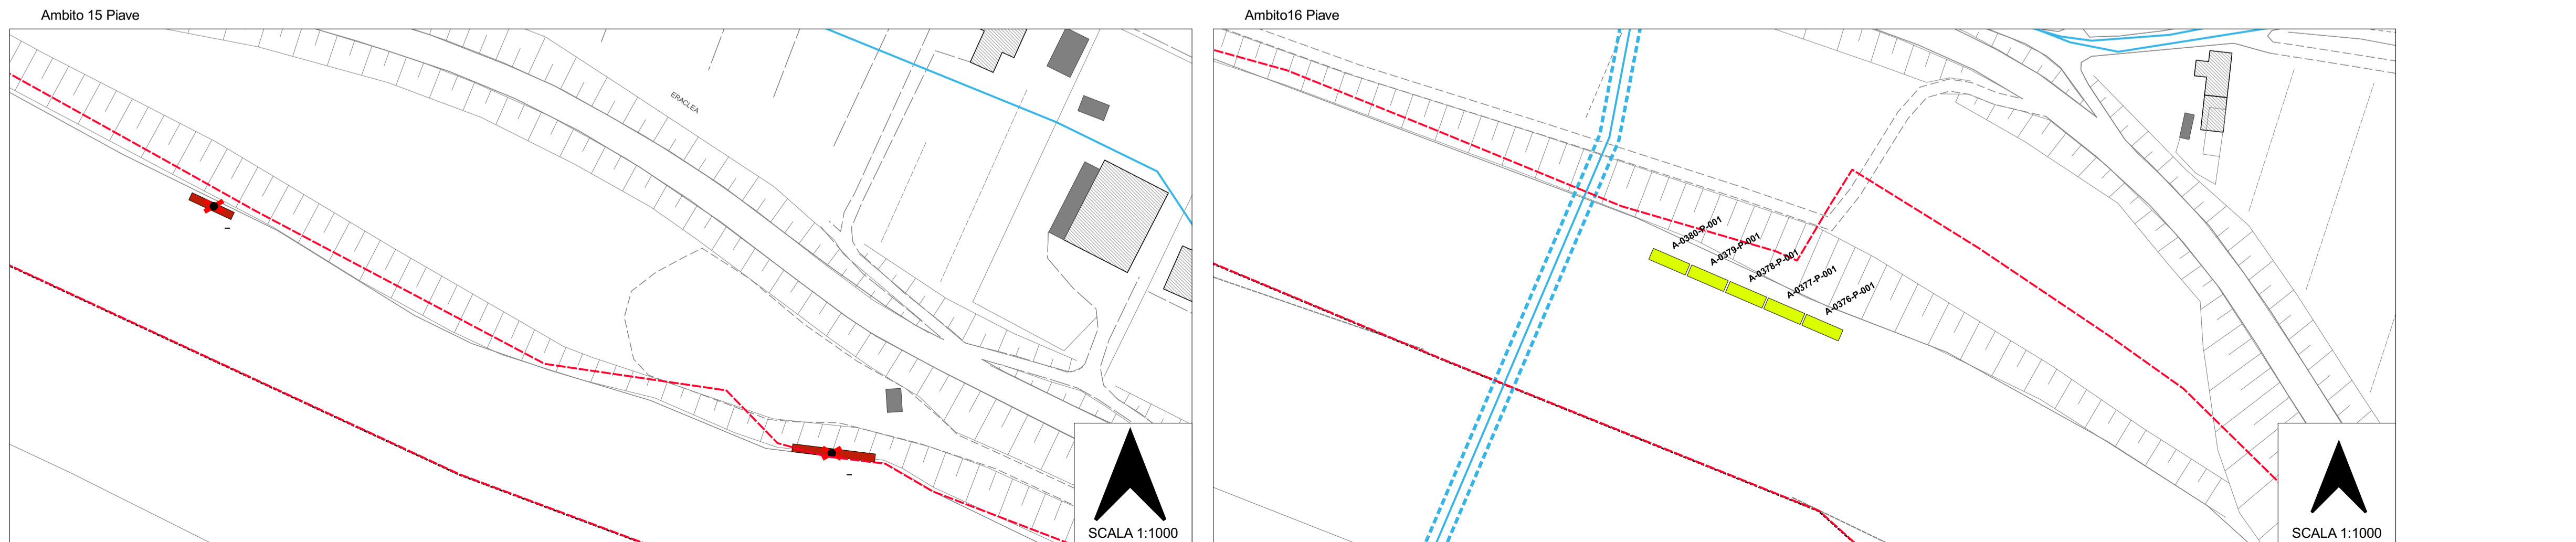 Ambito 15 Piave
ERACLEA
-
-
SCALA 1:1000
Ambito16 Piave
A-0380-P-001
A-0379-P-001
A-0378-P-001
A-0377-P-001
A-0376-P-001
SCALA 1:1000